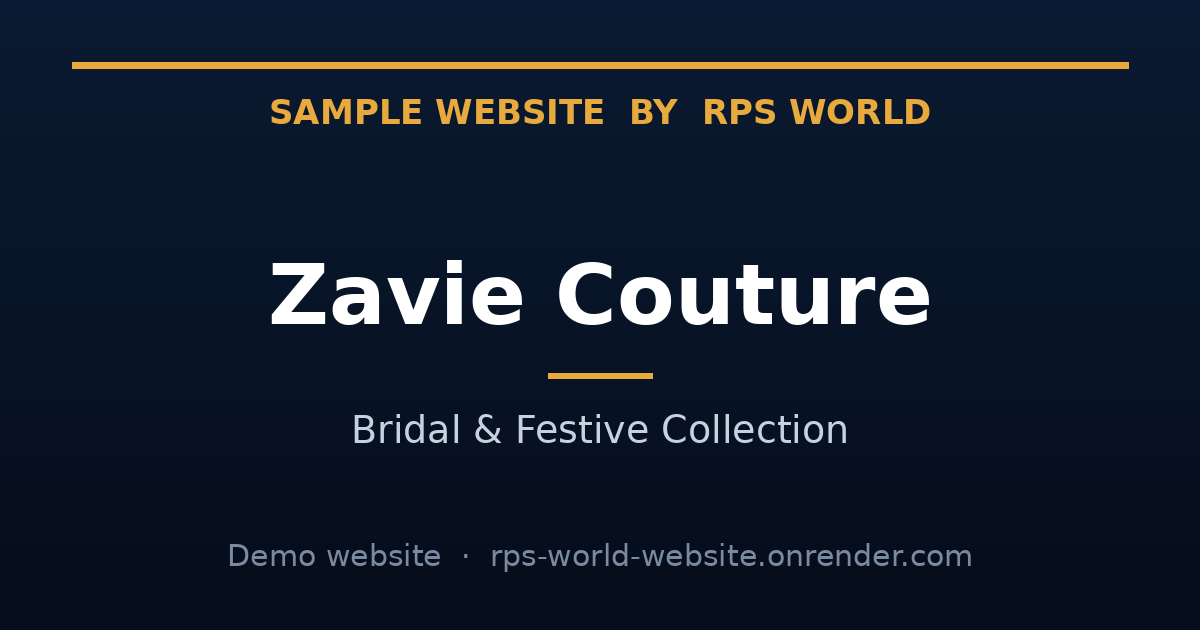 SAMPLE WEBSITE BY RPS WORLD
Zavie Couture
Bridal & Festive Collection
Demo website · rps-world-website.onrender.com